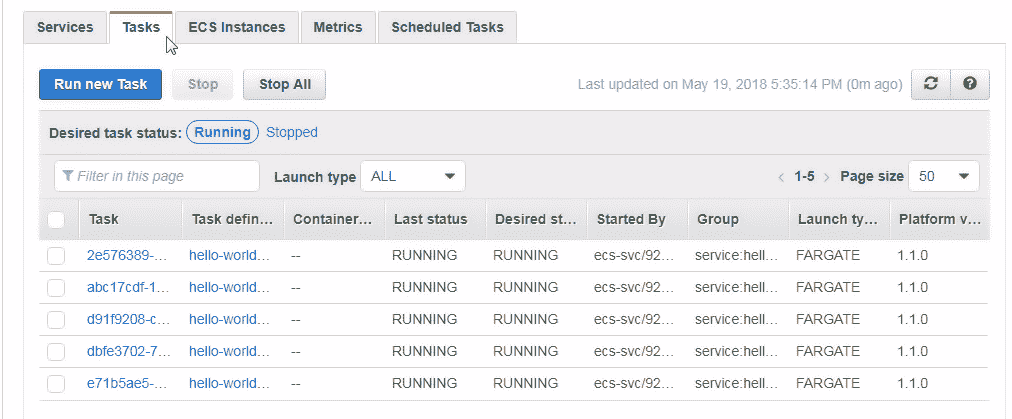 Services Tasks ECS Instances Metrics Scheduled Tasks
Run new Task Stop Stop All Last updated on May 19, 2018 5:35:14 PM (0m ago)
Desired task status: Running Stopped
Filter in this page Launch type ALL 1-5 Page size 50
Task Task defin... Container... Last status Desired st... Started By Group Launch ty... Platform v...
2e576389-... hello-world... -- RUNNING RUNNING ecs-svc/92... service:hell... FARGATE 1.1.0
abc17cdf-1... hello-world... -- RUNNING RUNNING ecs-svc/92... service:hell... FARGATE 1.1.0
d91f9208-c... hello-world... -- RUNNING RUNNING ecs-svc/92... service:hell... FARGATE 1.1.0
dbfe3702-7... hello-world... -- RUNNING RUNNING ecs-svc/92... service:hell... FARGATE 1.1.0
e71b5ae5-... hello-world... -- RUNNING RUNNING ecs-svc/92... service:hell... FARGATE 1.1.0